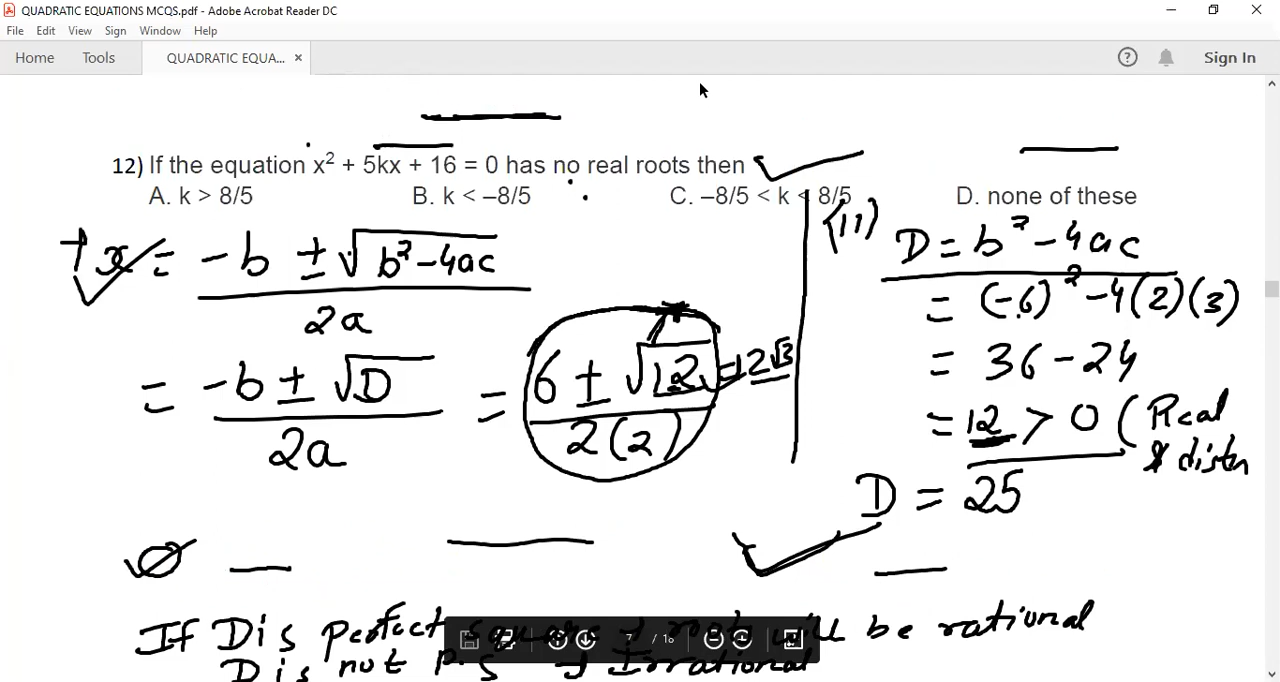 QUADRATIC EQUATIONS MCQS.pdf - Adobe Acrobat Reader DC
File Edit View Sign Window Help
Home Tools QUADRATIC EQUA... × Sign In
12) If the equation x² + 5kx + 16 = 0 has no real roots then
A. k > 8/5 B. k < –8/5 C. –8/5 < k < 8/5 D. none of these
x = -b ± √b²-4ac
2a
= -b ± √D
2a
= 6 ± √12
2(2)
(11)
D = b² - 4ac
= (-6)² - 4(2)(3)
= 36 - 24
= 12 > 0 (Real
& distn
D = 25
If D is perfect square roots will be rational
D is not P.S Irrational
7 / 18